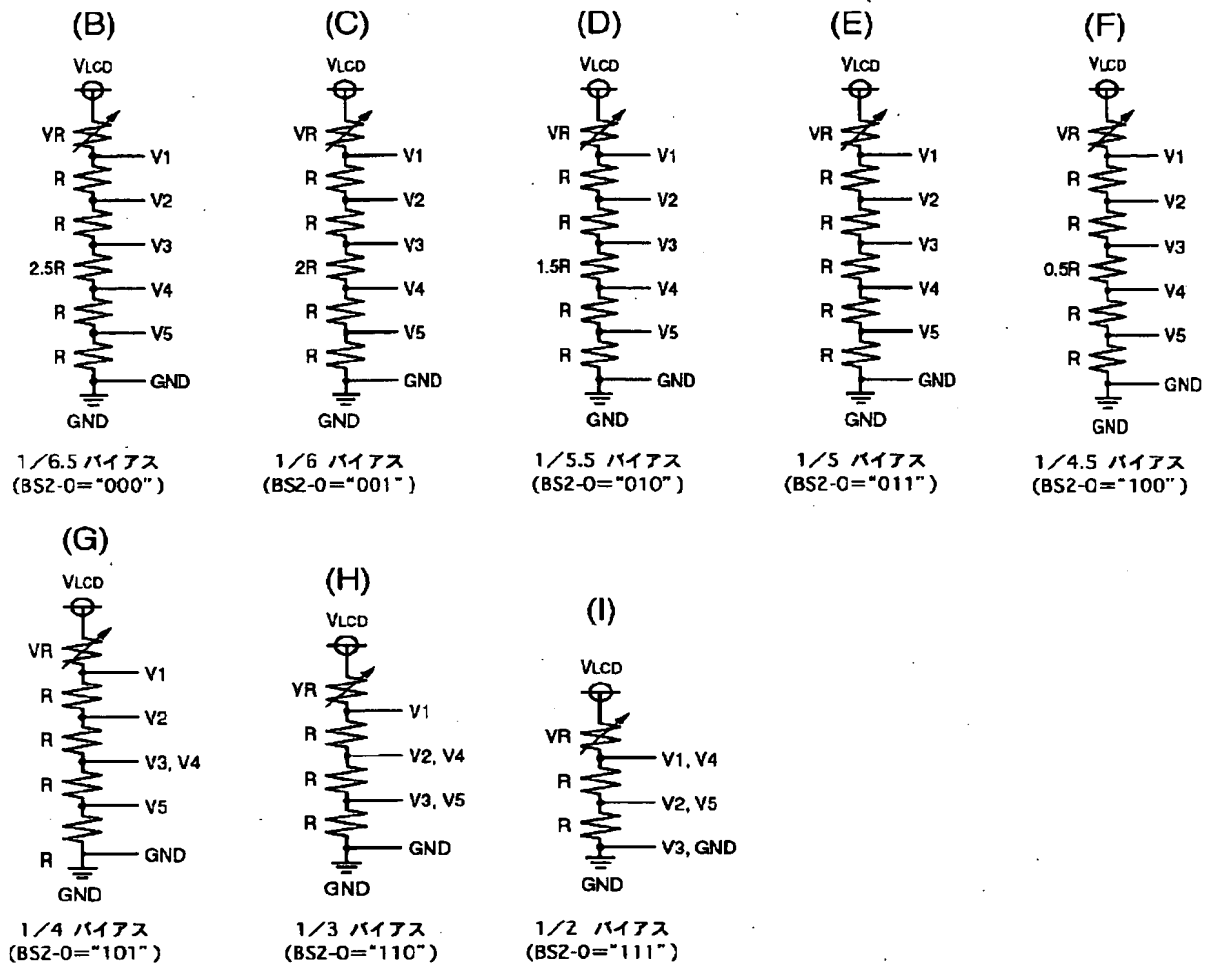 (B)
VLCD
VR
V1
R
V2
R
V3
2.5R
V4
R
V5
R
GND
GND
1/6.5 バイアス
(BS2-0="000")
(C)
VLCD
VR
V1
R
V2
R
V3
2R
V4
R
V5
R
GND
GND
1/6 バイアス
(BS2-0="001")
(D)
VLCD
VR
V1
R
V2
R
V3
1.5R
V4
R
V5
R
GND
GND
1/5.5 バイアス
(BS2-0="010")
(E)
VLCD
VR
V1
R
V2
R
V3
R
V4
R
V5
R
GND
GND
1/5 バイアス
(BS2-0="011")
(F)
VLCD
VR
V1
R
V2
R
V3
0.5R
V4
R
V5
R
GND
GND
1/4.5 バイアス
(BS2-0="100")
(G)
VLCD
VR
V1
R
V2
R
V3, V4
R
V5
R
GND
GND
1/4 バイアス
(BS2-0="101")
(H)
VLCD
VR
V1
R
V2, V4
R
V3, V5
R
GND
GND
1/3 バイアス
(BS2-0="110")
(I)
VLCD
VR
V1, V4
R
V2, V5
R
V3, GND
GND
1/2 バイアス
(BS2-0="111")